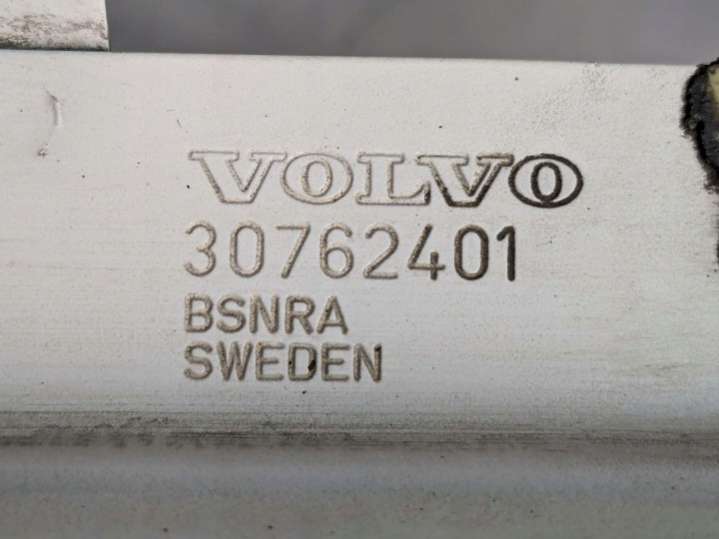 VOLVO
30762401
BSNRA
SWEDEN